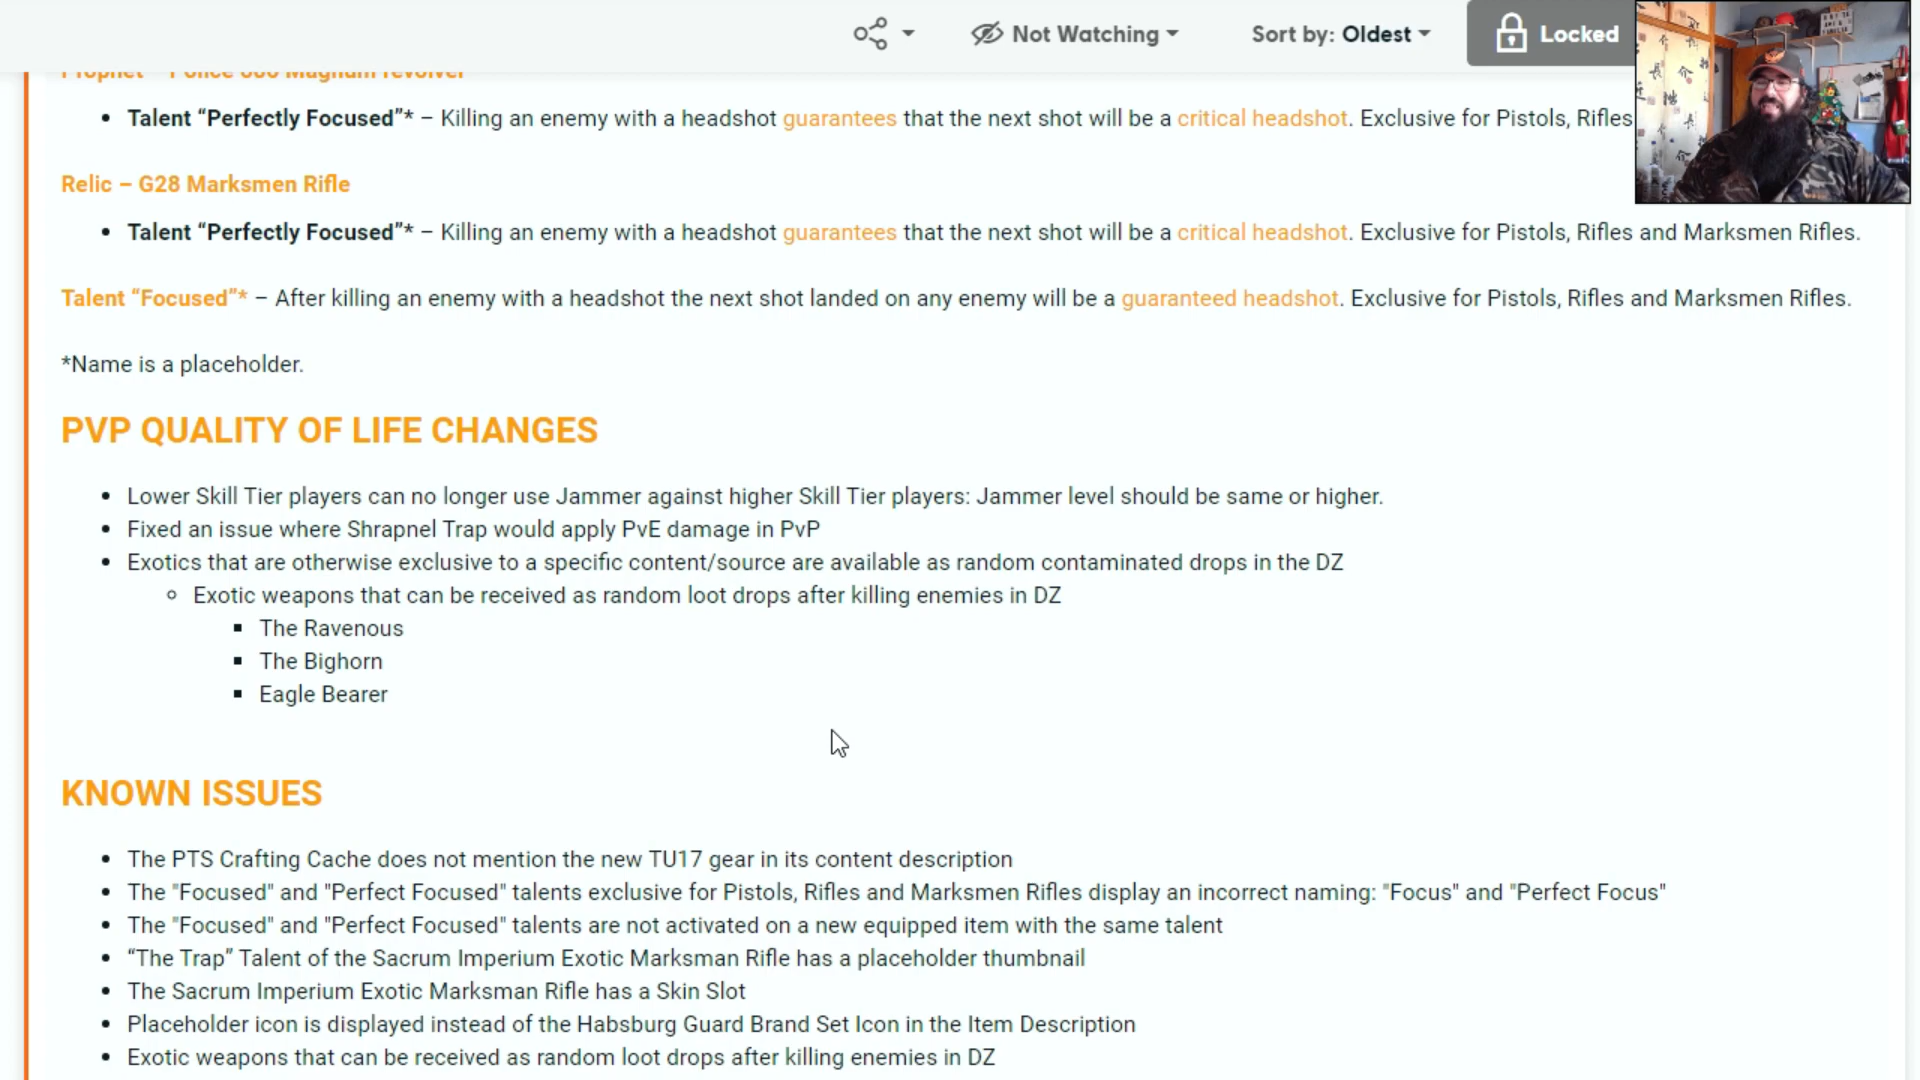 Not Watching
Sort by: Oldest
Locked
Prophet – Police 686 Magnum revolver
• Talent “Perfectly Focused”* – Killing an enemy with a headshot guarantees that the next shot will be a critical headshot. Exclusive for Pistols, Rifles
Relic – G28 Marksmen Rifle
• Talent “Perfectly Focused”* – Killing an enemy with a headshot guarantees that the next shot will be a critical headshot. Exclusive for Pistols, Rifles and Marksmen Rifles.
Talent “Focused”* – After killing an enemy with a headshot the next shot landed on any enemy will be a guaranteed headshot. Exclusive for Pistols, Rifles and Marksmen Rifles.
*Name is a placeholder.
PVP QUALITY OF LIFE CHANGES
• Lower Skill Tier players can no longer use Jammer against higher Skill Tier players: Jammer level should be same or higher.
• Fixed an issue where Shrapnel Trap would apply PvE damage in PvP
• Exotics that are otherwise exclusive to a specific content/source are available as random contaminated drops in the DZ
◦ Exotic weapons that can be received as random loot drops after killing enemies in DZ
▪ The Ravenous
▪ The Bighorn
▪ Eagle Bearer
KNOWN ISSUES
• The PTS Crafting Cache does not mention the new TU17 gear in its content description
• The "Focused" and "Perfect Focused" talents exclusive for Pistols, Rifles and Marksmen Rifles display an incorrect naming: "Focus" and "Perfect Focus"
• The "Focused" and "Perfect Focused" talents are not activated on a new equipped item with the same talent
• “The Trap” Talent of the Sacrum Imperium Exotic Marksman Rifle has a placeholder thumbnail
• The Sacrum Imperium Exotic Marksman Rifle has a Skin Slot
• Placeholder icon is displayed instead of the Habsburg Guard Brand Set Icon in the Item Description
• Exotic weapons that can be received as random loot drops after killing enemies in DZ